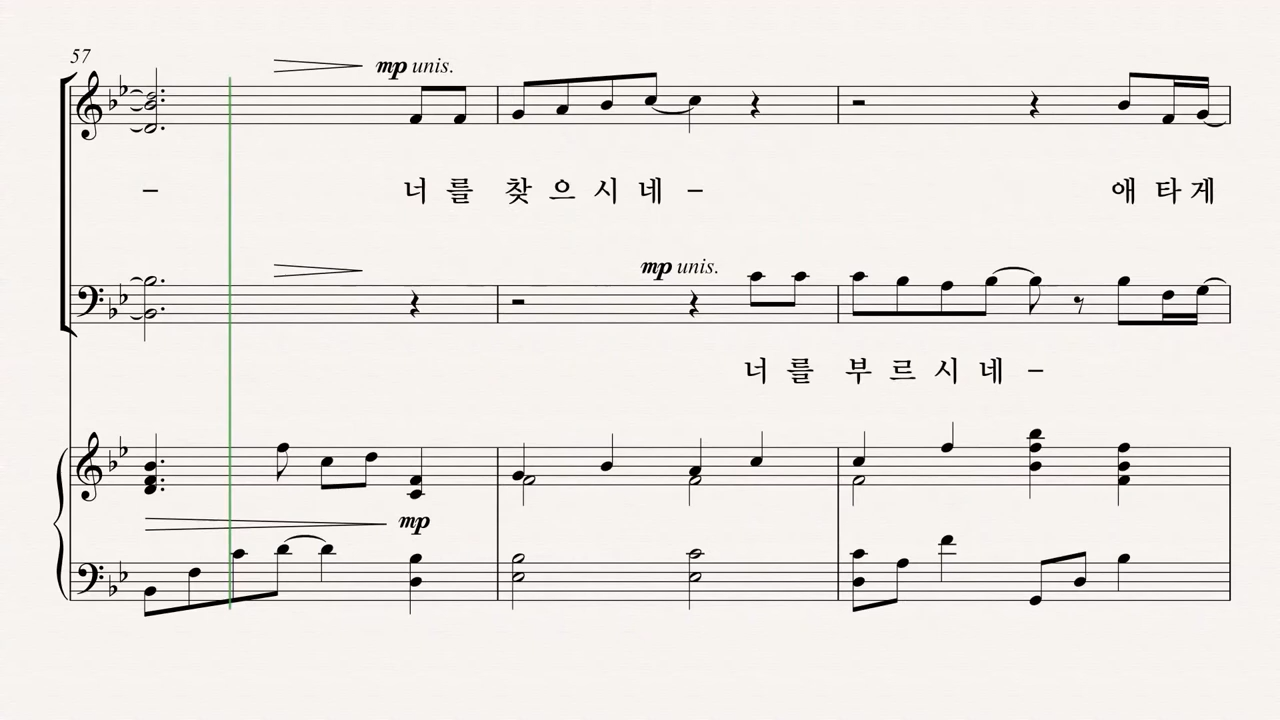 57
mp unis.
– 너 를 찾 으 시 네 – 애 타 게
mp unis.
너 를 부 르 시 네 –
mp